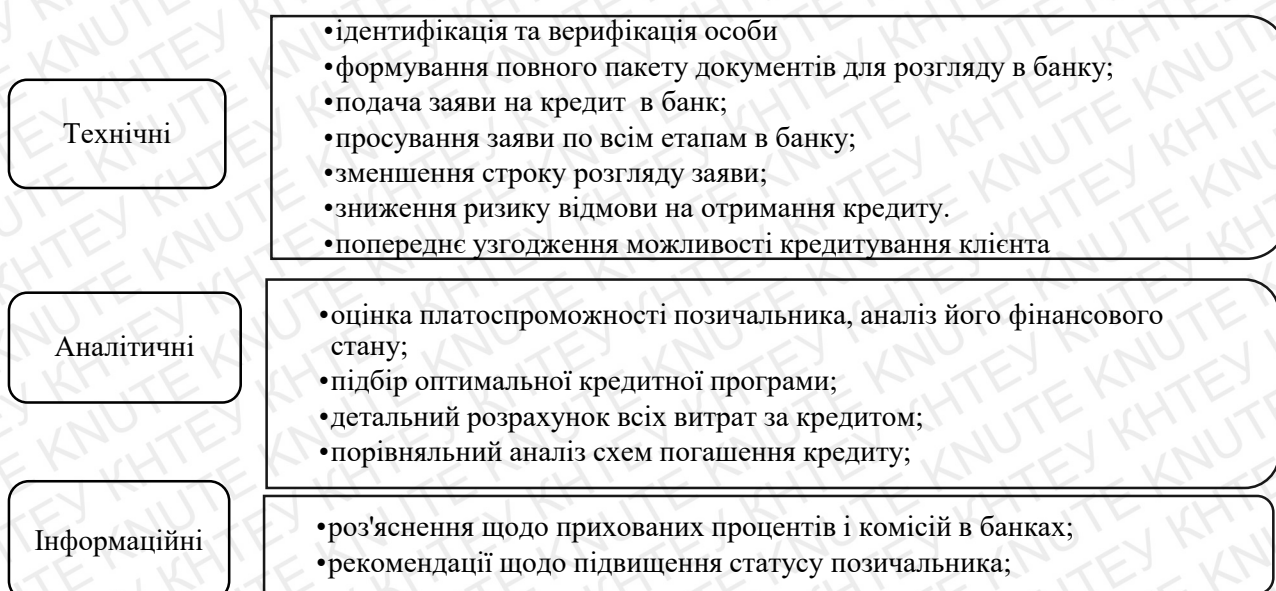 Технічні
•ідентифікація та верифікація особи
•формування повного пакету документів для розгляду в банку;
•подача заяви на кредит в банк;
•просування заяви по всім етапам в банку;
•зменшення строку розгляду заяви;
•зниження ризику відмови на отримання кредиту.
•попереднє узгодження можливості кредитування клієнта
Аналітичні
•оцінка платоспроможності позичальника, аналіз його фінансового
стану;
•підбір оптимальної кредитної програми;
•детальний розрахунок всіх витрат за кредитом;
•порівняльний аналіз схем погашення кредиту;
Інформаційні
•роз'яснення щодо прихованих процентів і комісій в банках;
•рекомендації щодо підвищення статусу позичальника;